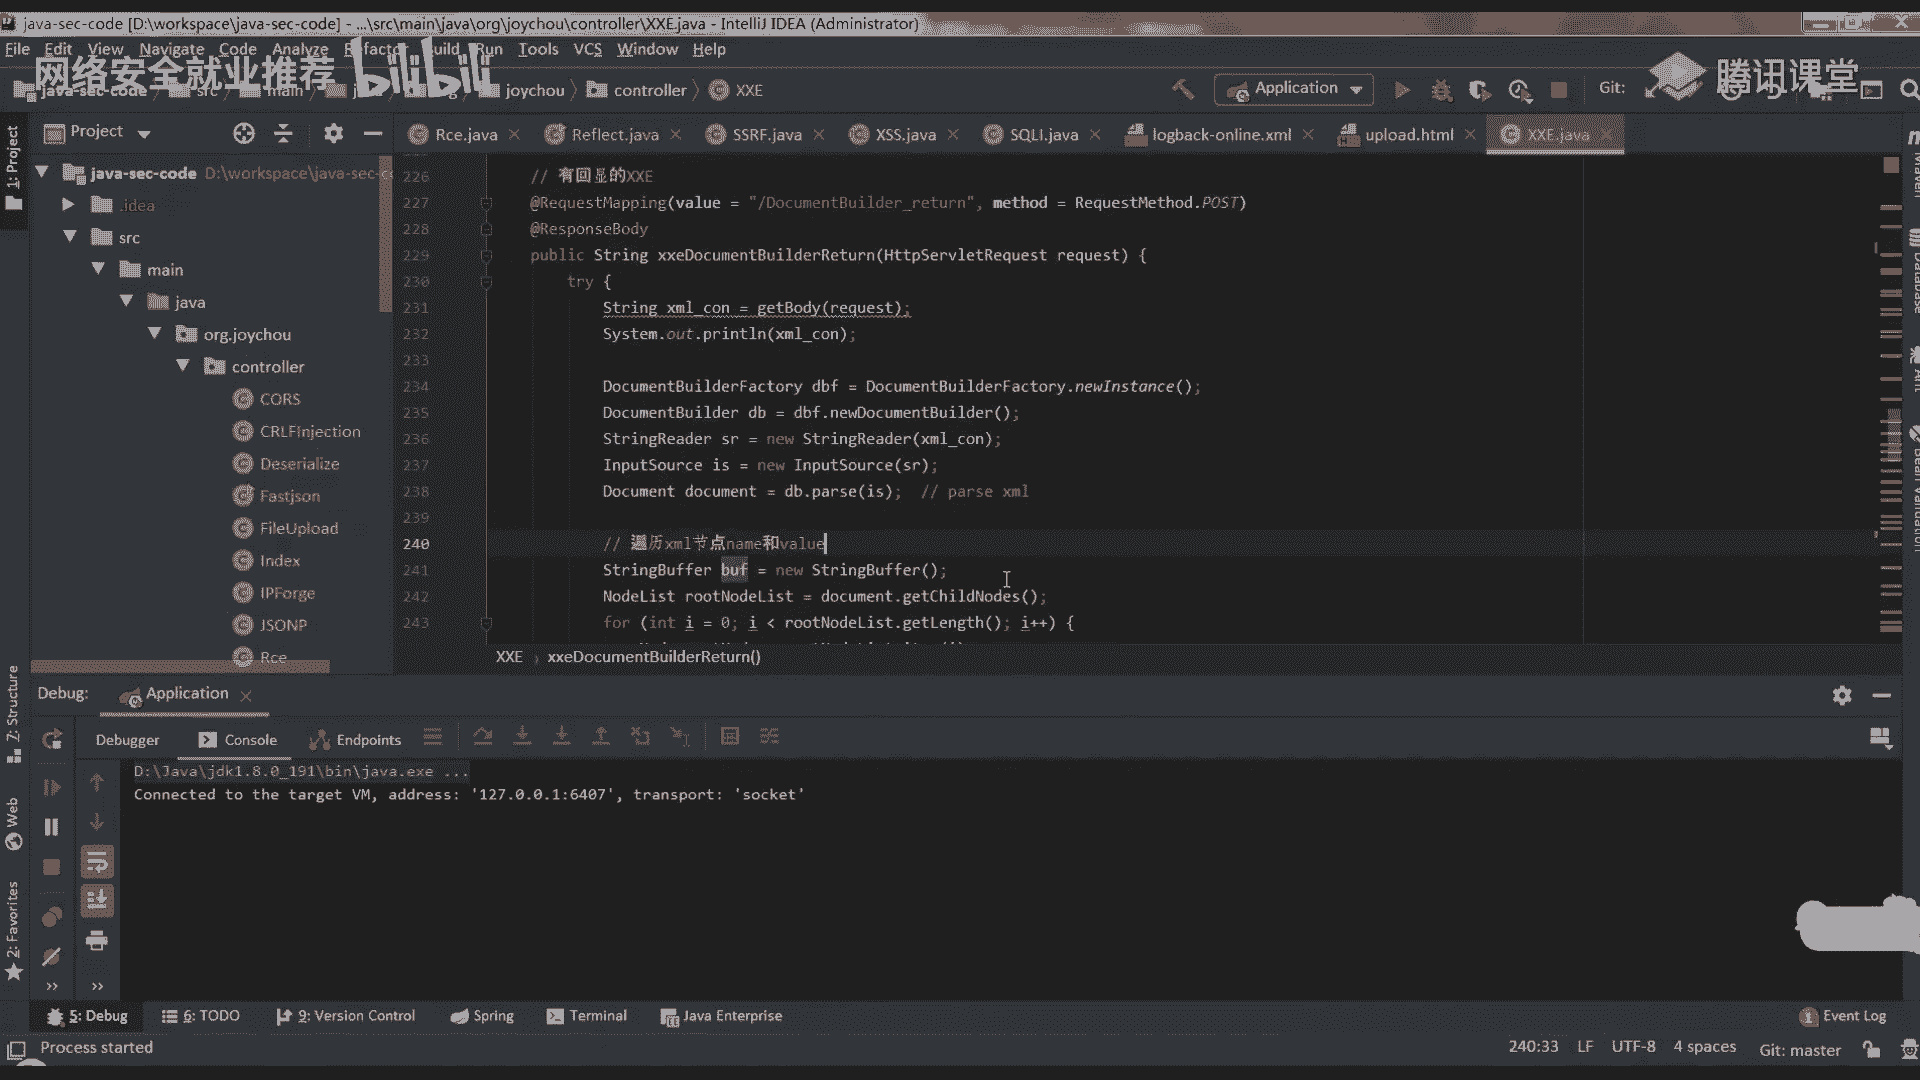 java-sec-code [D:\workspace\java-sec-code] - ...\src\main\java\org\joychou\controller\XXE.java - IntelliJ IDEA (Administrator)
File Edit View Navigate Code Analyze Run Tools VCS Window Help
网络安全就业推荐 bilibili 腾讯课堂
java-sec-code src main joychou controller XXE Application Git:
1: Project
Project
Rce.java Reflect.java SSRF.java XSS.java SQLI.java logback-online.xml upload.html XXE.java
java-sec-code D:\workspace\java-sec-c
.idea
src
main
java
org.joychou
controller
CORS
CRLFInjection
Deserialize
Fastjson
FileUpload
Index
IPForge
JSONP
Rce
226 // 有回显的XXE
227 @RequestMapping(value = "/DocumentBuilder_return", method = RequestMethod.POST)
228 @ResponseBody
229 public String xxeDocumentBuilderReturn(HttpServletRequest request) {
230 try {
231 String xml_con = getBody(request);
232 System.out.println(xml_con);
233
234 DocumentBuilderFactory dbf = DocumentBuilderFactory.newInstance();
235 DocumentBuilder db = dbf.newDocumentBuilder();
236 StringReader sr = new StringReader(xml_con);
237 InputSource is = new InputSource(sr);
238 Document document = db.parse(is); // parse xml
239
240 // 遍历xml节点name和value
241 StringBuffer buf = new StringBuffer();
242 NodeList rootNodeList = document.getChildNodes();
243 for (int i = 0; i < rootNodeList.getLength(); i++) {
XXE xxeDocumentBuilderReturn()
Maven
Database
Ant
Bean Validation
Z: Structure
Web
2: Favorites
Debug: Application
Debugger Console Endpoints
D:\Java\jdk1.8.0_191\bin\java.exe ...
Connected to the target VM, address: '127.0.0.1:6407', transport: 'socket'
5: Debug 6: TODO 9: Version Control Spring Terminal Java Enterprise Event Log
Process started 240:33 LF UTF-8 4 spaces Git: master